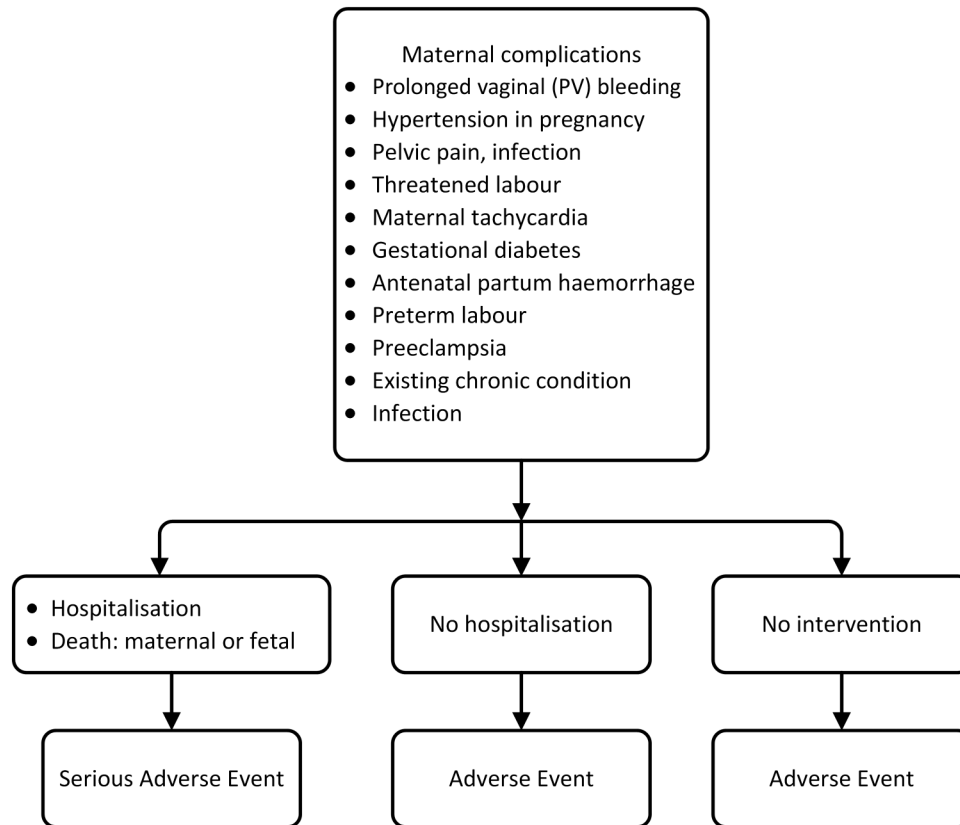 Maternal complications
• Prolonged vaginal (PV) bleeding
• Hypertension in pregnancy
• Pelvic pain, infection
• Threatened labour
• Maternal tachycardia
• Gestational diabetes
• Antenatal partum haemorrhage
• Preterm labour
• Preeclampsia
• Existing chronic condition
• Infection
• Hospitalisation
• Death: maternal or fetal
No hospitalisation
No intervention
Serious Adverse Event
Adverse Event
Adverse Event